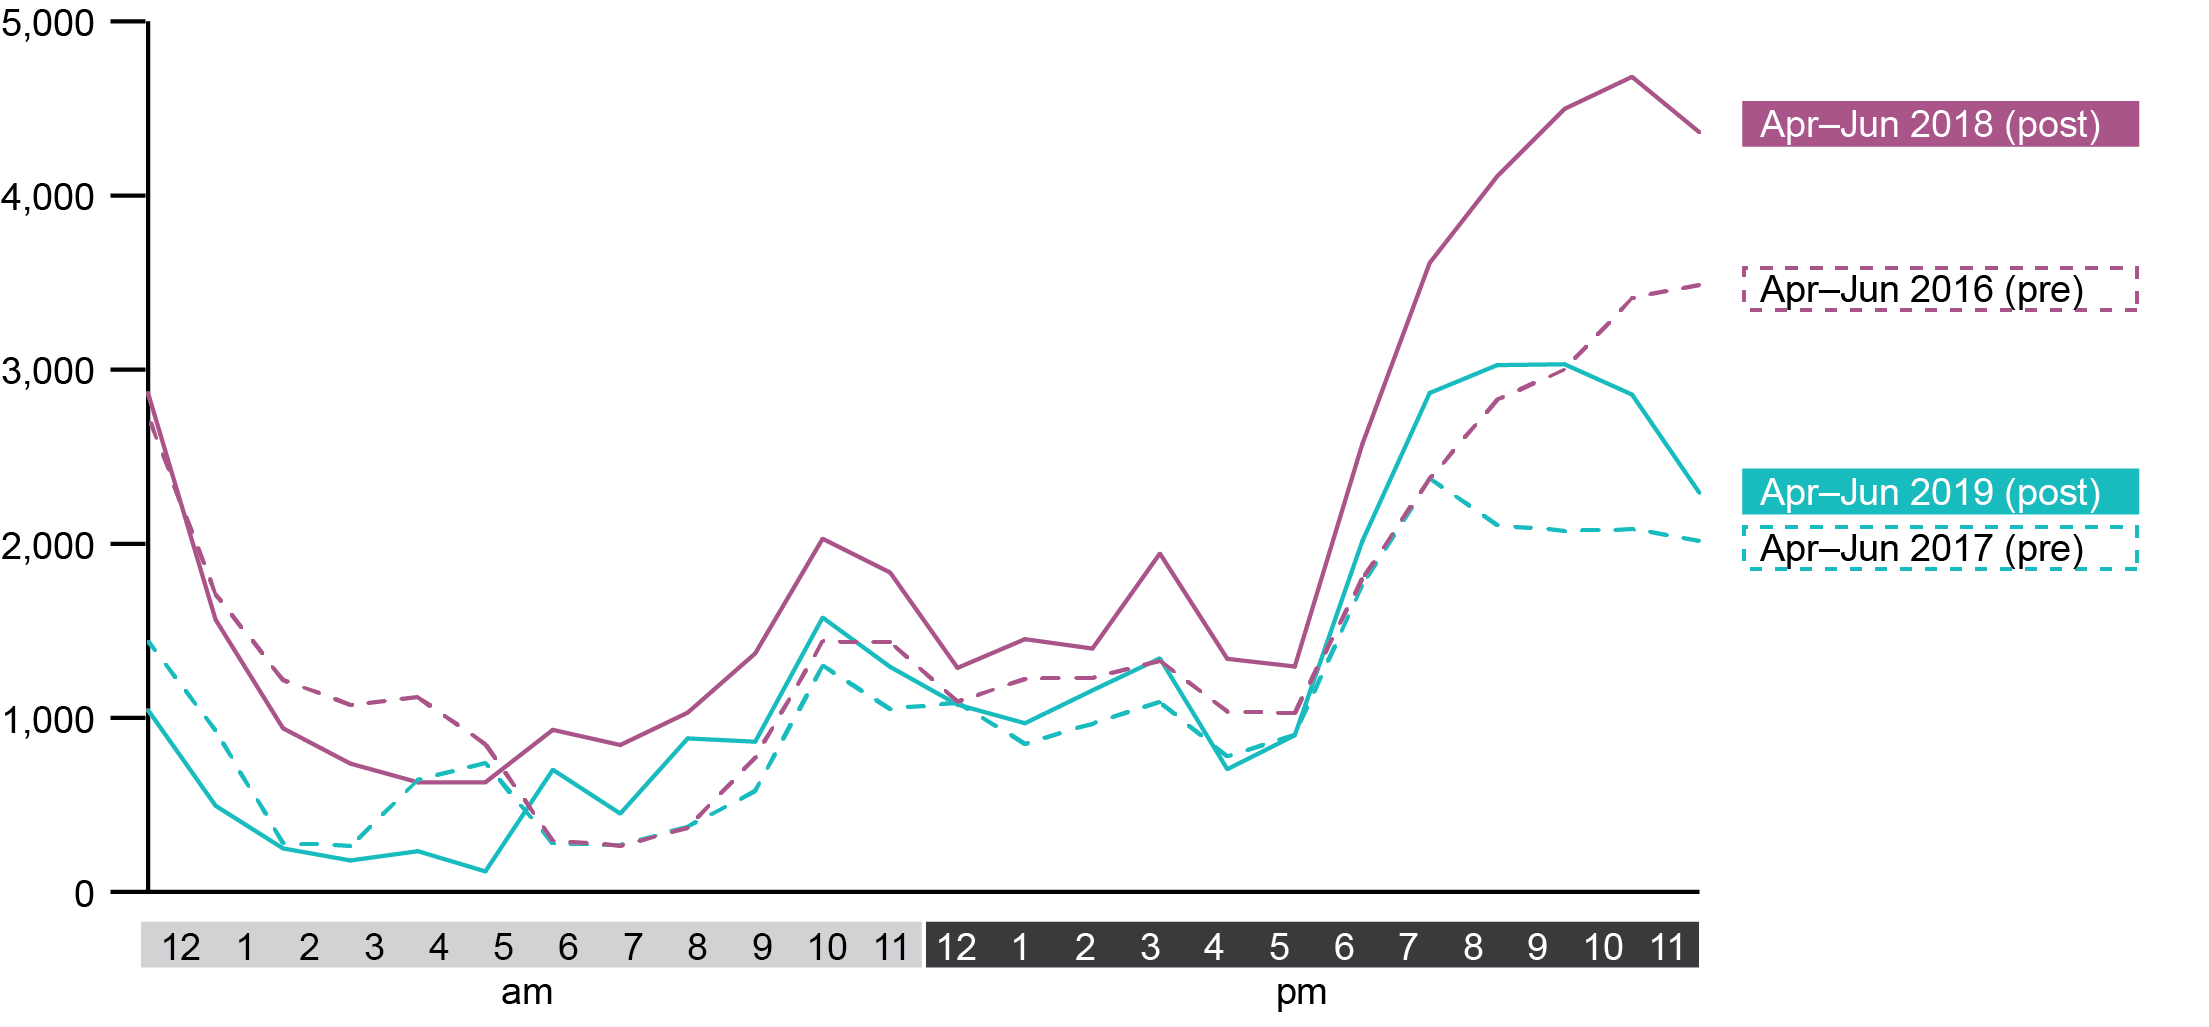 5,000
4,000
3,000
2,000
1,000
0
Apr–Jun 2018 (post)
Apr–Jun 2016 (pre)
Apr–Jun 2019 (post)
Apr–Jun 2017 (pre)
12 1 2 3 4 5 6 7 8 9 10 11 12 1 2 3 4 5 6 7 8 9 10 11
am pm